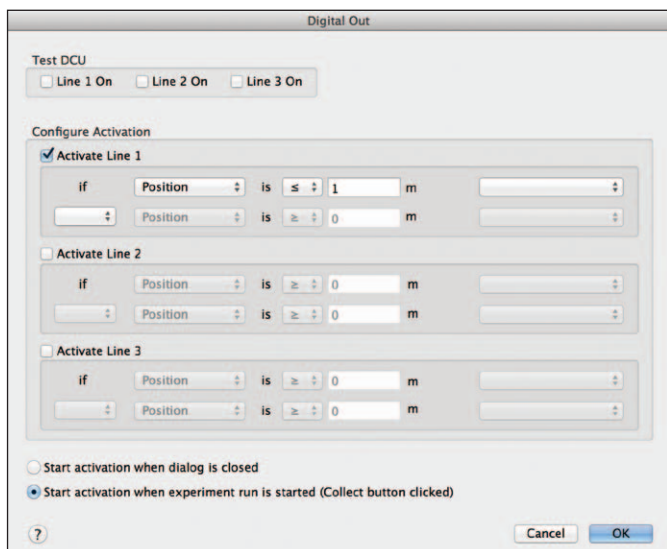 Digital Out
Test DCU
Line 1 On Line 2 On Line 3 On
Configure Activation
Activate Line 1
if Position is ≤ 1 m
Position is ≥ 0 m
Activate Line 2
if Position is ≥ 0 m
Position is ≥ 0 m
Activate Line 3
if Position is ≥ 0 m
Position is ≥ 0 m
Start activation when dialog is closed
Start activation when experiment run is started (Collect button clicked)
? Cancel OK